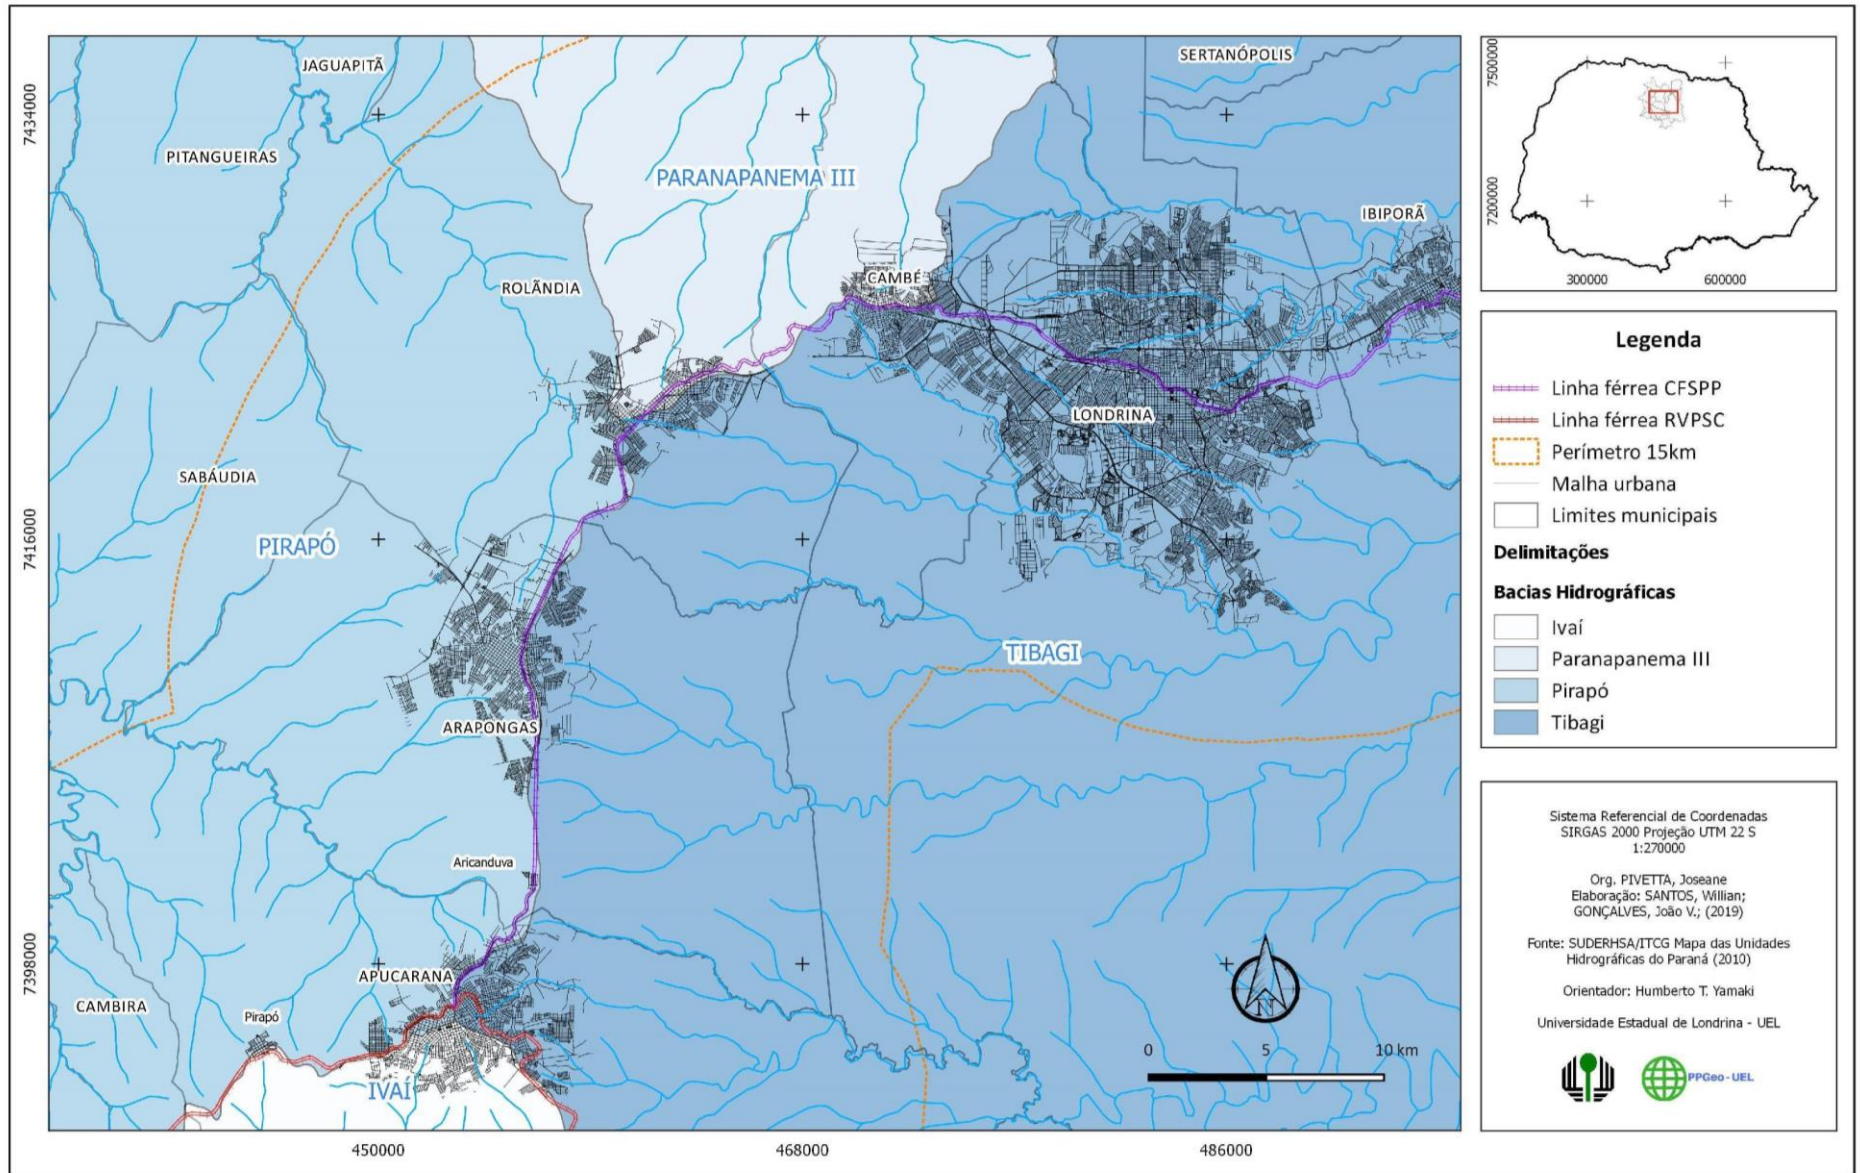 JAGUAPITÃ
SERTANÓPOLIS
7434000
PITANGUEIRAS
PARANAPANEMA III
IBIPORÃ
ROLÃNDIA
CAMBÉ
LONDRINA
SABÁUDIA
7416000
PIRAPÓ
TIBAGI
ARAPONGAS
Aricanduva
7398000
APUCARANA
CAMBIRA
Pirapó
IVAÍ
N
0 5 10 km
450000 468000 486000
7500000
7200000
300000 600000
Legenda
Linha férrea CFSPP
Linha férrea RVPSC
Perímetro 15km
Malha urbana
Limites municipais
Delimitações
Bacias Hidrográficas
Ivaí
Paranapanema III
Pirapó
Tibagi
Sistema Referencial de Coordenadas
SIRGAS 2000 Projeção UTM 22 S
1:270000
Org. PIVETTA, Joseane
Elaboração: SANTOS, Willian;
GONÇALVES, João V.; (2019)
Fonte: SUDERHSA/ITCG Mapa das Unidades
Hidrográficas do Paraná (2010)
Orientador: Humberto T. Yamaki
Universidade Estadual de Londrina - UEL
PPGeo-UEL